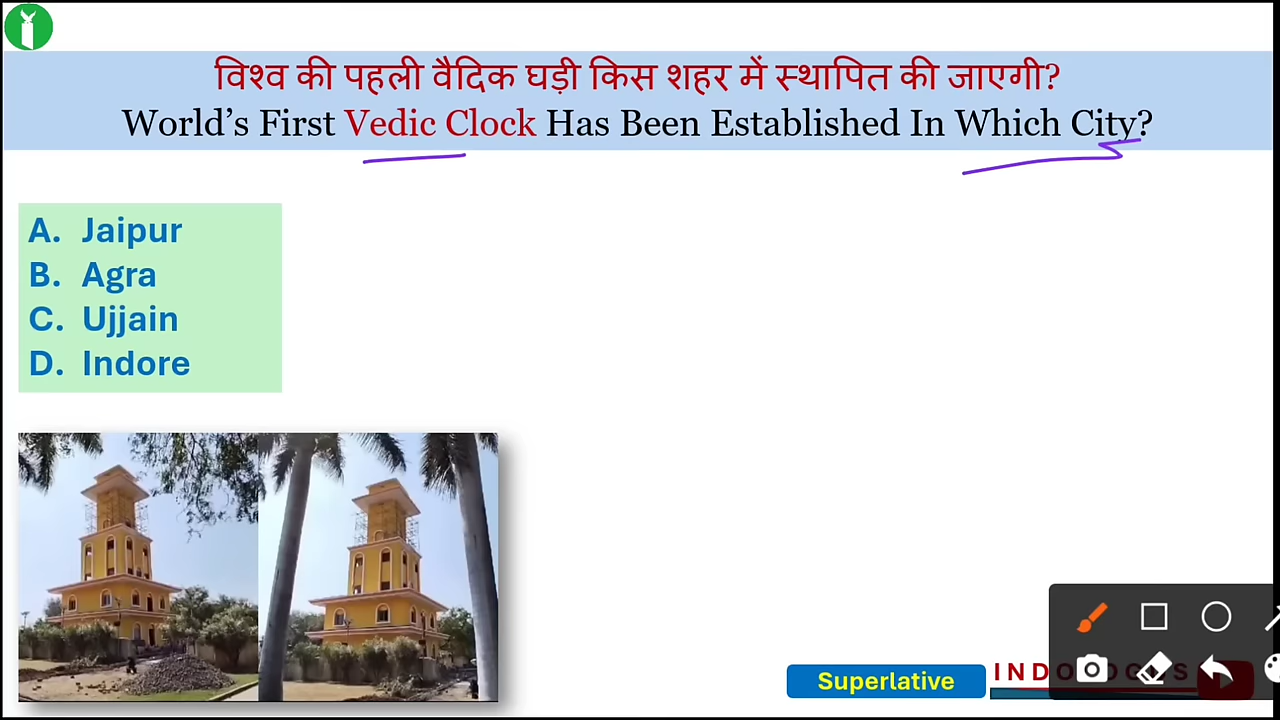 विश्व की पहली वैदिक घड़ी किस शहर में स्थापित की जाएगी?
World’s First Vedic Clock Has Been Established In Which City?
A. Jaipur
B. Agra
C. Ujjain
D. Indore
Superlative